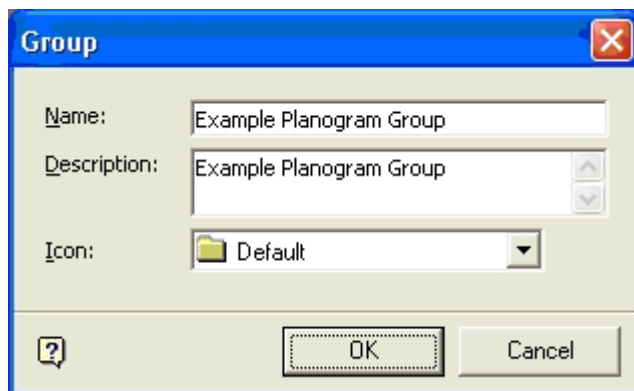 Group
Name:
Example Planogram Group
Description:
Example Planogram Group
Icon:
Default
?
OK
Cancel